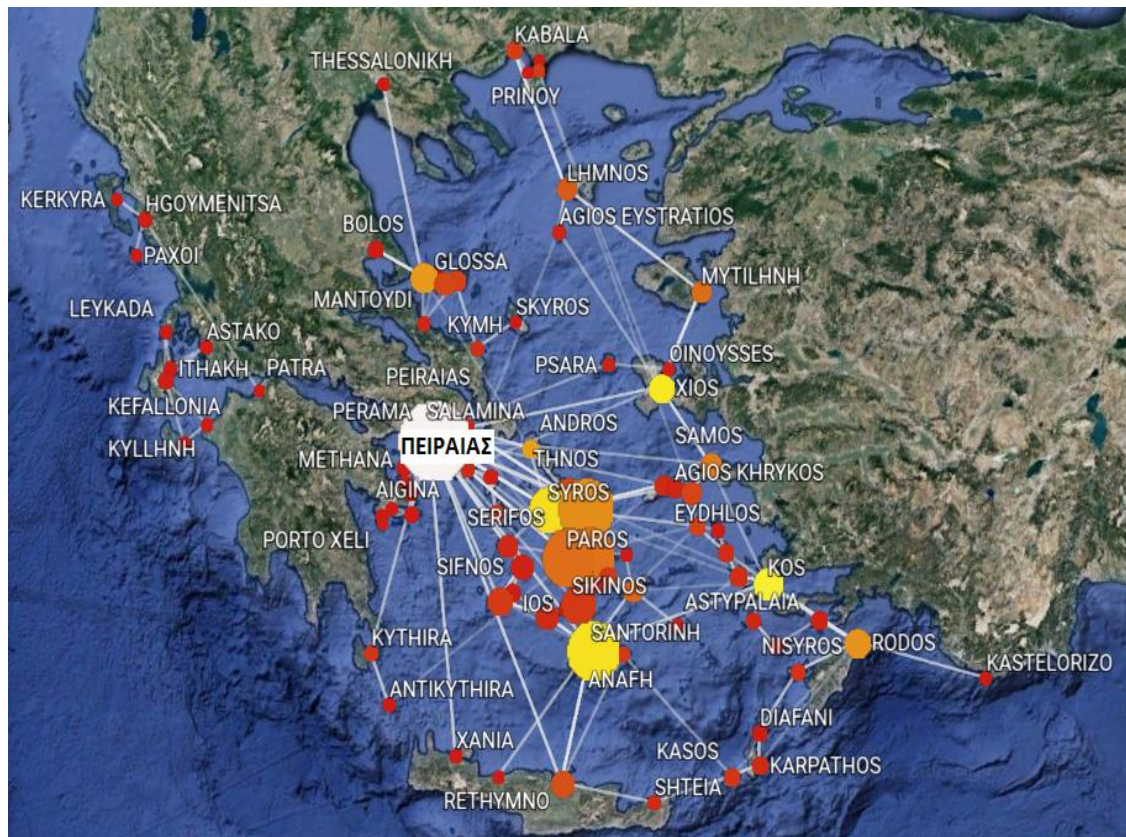 KABALA
THESSALONIKH
PRINOY
LHMNOS
KERKYRA
HGOYMENITSA
AGIOS EYSTRATIOS
BOLOS
PAXOI
GLOSSA
MYTILHNH
MANTOYDI
LEYKADA
SKYROS
ASTAKO
KYMH
OINOYSSES
PSARA
ITHAKH
PATRA
PEIRAIAS
XIOS
KEFALLONIA
PERAMA
SALAMINA
ANDROS
KYLLHNH
ΠΕΙΡΑΙΑΣ
SAMOS
METHANA
THNOS
AGIOS KHRYKOS
AIGINA
SYROS
SERIFOS
EYDHLOS
PORTO XELI
PAROS
SIFNOS
KOS
SIKINOS
IOS
ASTYPALAIA
SANTORINH
KYTHIRA
NISYROS
RODOS
KASTELORIZO
ANAFH
ANTIKYTHIRA
DIAFANI
XANIA
KASOS
KARPATHOS
SHTEIA
RETHYMNO